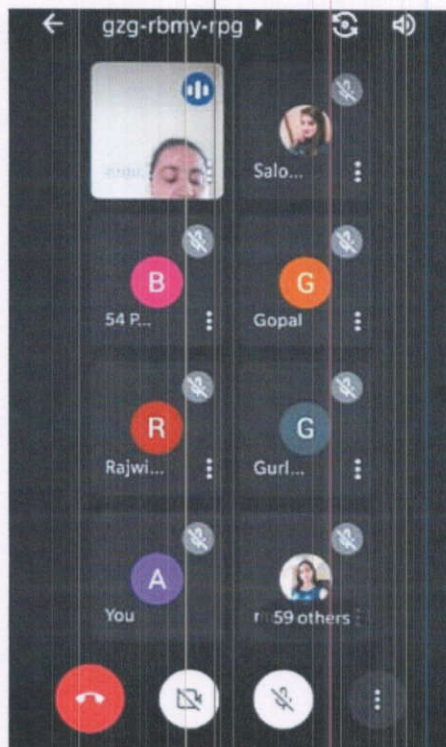 gzg-rbmy-rpg
Salo...
B
G
54 P...
Gopal
R
G
Rajwi...
Gurl...
A
You
59 others